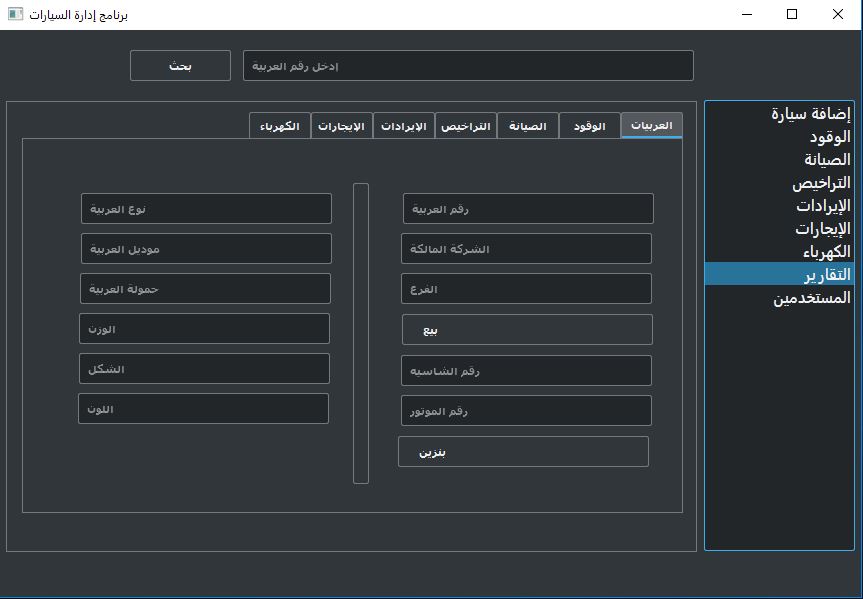 برنامج إدارة السيارات
ادخل رقم العربية
بحث
العربيات
الوقود
الصيانة
التراخيص
الإيرادات
الإيجارات
الكهرباء
رقم العربية
الشركة المالكة
الفرع
بيع
رقم الشاسيه
رقم الموتور
بنزين
نوع العربية
موديل العربية
حمولة العربية
الوزن
الشكل
اللون
إضافة سيارة
الوقود
الصيانة
التراخيص
الإيرادات
الإيجارات
الكهرباء
التقارير
المستخدمين